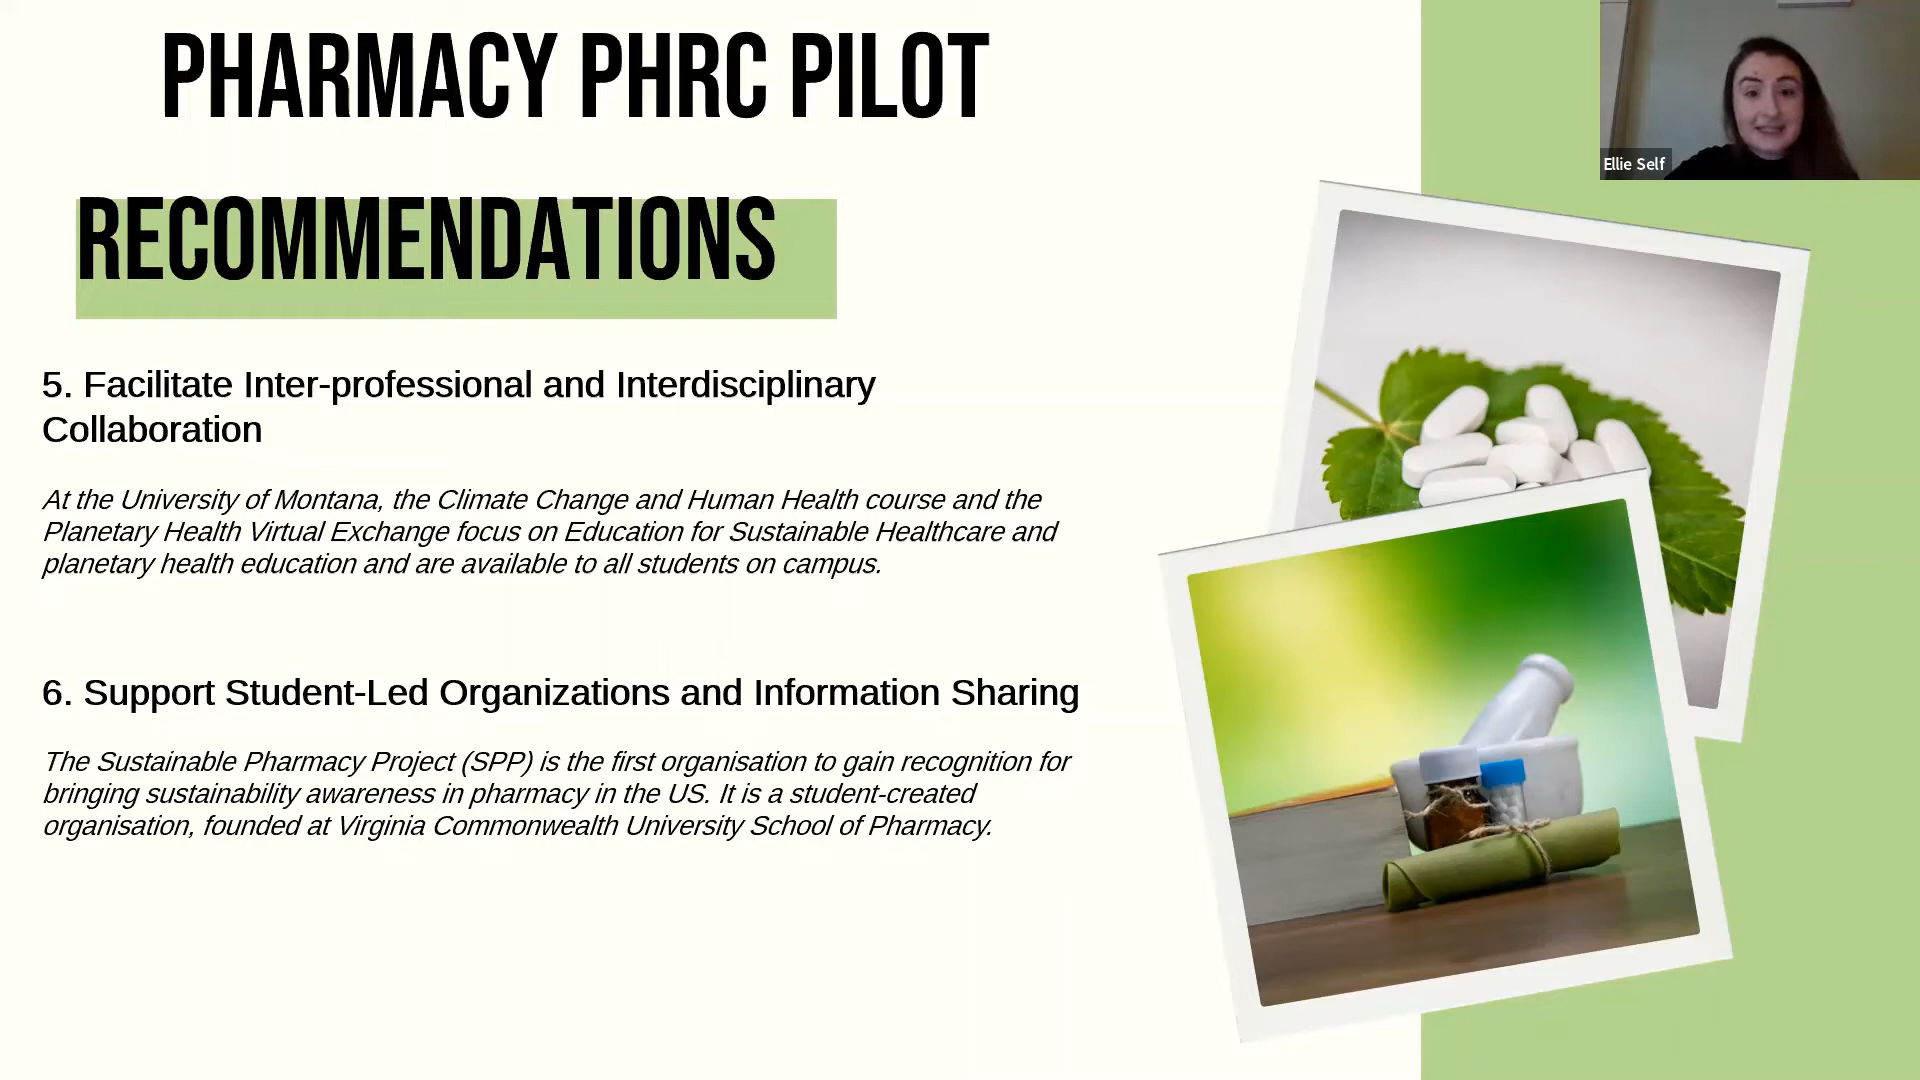 PHARMACY PHRC PILOT
RECOMMENDATIONS
5. Facilitate Inter-professional and Interdisciplinary
Collaboration
At the University of Montana, the Climate Change and Human Health course and the
Planetary Health Virtual Exchange focus on Education for Sustainable Healthcare and
planetary health education and are available to all students on campus.
6. Support Student-Led Organizations and Information Sharing
The Sustainable Pharmacy Project (SPP) is the first organisation to gain recognition for
bringing sustainability awareness in pharmacy in the US. It is a student-created
organisation, founded at Virginia Commonwealth University School of Pharmacy.
Ellie Self